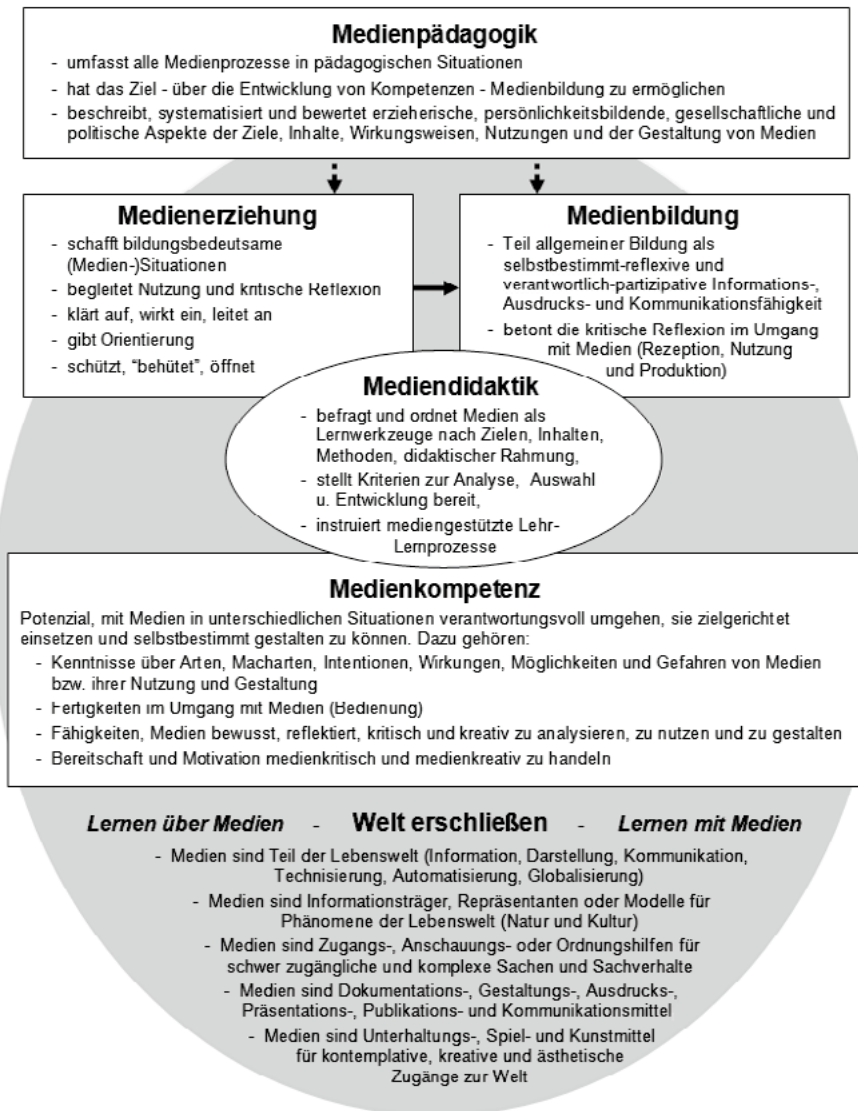 Medienpädagogik
- umfasst alle Medienprozesse in pädagogischen Situationen
- hat das Ziel - über die Entwicklung von Kompetenzen - Medienbildung zu ermöglichen
- beschreibt, systematisiert und bewertet erzieherische, persönlichkeitsbildende, gesellschaftliche und
politische Aspekte der Ziele, Inhalte, Wirkungsweisen, Nutzungen und der Gestaltung von Medien
Medienerziehung
- schafft bildungsbedeutsame
(Medien-)Situationen
- begleitet Nutzung und kritische Reflexion
- klärt auf, wirkt ein, leitet an
- gibt Orientierung
- schützt, "behütet", öffnet
Medienbildung
- Teil allgemeiner Bildung als
selbstbestimmt-reflexive und
verantwortlich-partizipative Informations-,
Ausdrucks- und Kommunikationsfähigkeit
- betont die kritische Reflexion im Umgang
mit Medien (Rezeption, Nutzung
und Produktion)
Mediendidaktik
- befragt und ordnet Medien als
Lernwerkzeuge nach Zielen, Inhalten,
Methoden, didaktischer Rahmung,
- stellt Kriterien zur Analyse, Auswahl
u. Entwicklung bereit,
- instruiert mediengestützte Lehr-
Lernprozesse
Medienkompetenz
Potenzial, mit Medien in unterschiedlichen Situationen verantwortungsvoll umgehen, sie zielgerichtet
einsetzen und selbstbestimmt gestalten zu können. Dazu gehören:
- Kenntnisse über Arten, Macharten, Intentionen, Wirkungen, Möglichkeiten und Gefahren von Medien
bzw. ihrer Nutzung und Gestaltung
- Fertigkeiten im Umgang mit Medien (Bedienung)
- Fähigkeiten, Medien bewusst, reflektiert, kritisch und kreativ zu analysieren, zu nutzen und zu gestalten
- Bereitschaft und Motivation medienkritisch und medienkreativ zu handeln
Lernen über Medien - Welt erschließen - Lernen mit Medien
- Medien sind Teil der Lebenswelt (Information, Darstellung, Kommunikation,
Technisierung, Automatisierung, Globalisierung)
- Medien sind Informationsträger, Repräsentanten oder Modelle für
Phänomene der Lebenswelt (Natur und Kultur)
- Medien sind Zugangs-, Anschauungs- oder Ordnungshilfen für
schwer zugängliche und komplexe Sachen und Sachverhalte
- Medien sind Dokumentations-, Gestaltungs-, Ausdrucks-,
Präsentations-, Publikations- und Kommunikationsmittel
- Medien sind Unterhaltungs-, Spiel- und Kunstmittel
für kontemplative, kreative und ästhetische
Zugänge zur Welt